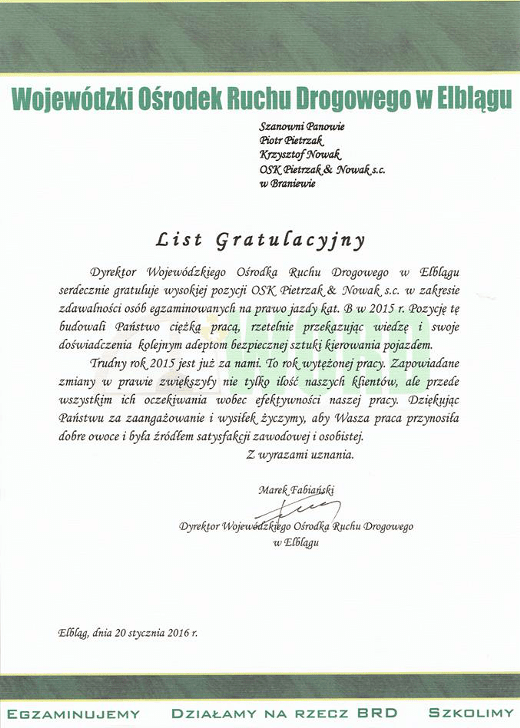 Wojewódzki Ośrodek Ruchu Drogowego w Elblągu
Szanowni Panowie
Piotr Pietrzak
Krzysztof Nowak
OSK Pietrzak & Nowak s.c.
w Braniewie
List Gratulacyjny
Dyrektor Wojewódzkiego Ośrodka Ruchu Drogowego w Elblągu
serdecznie gratuluje wysokiej pozycji OSK Pietrzak & Nowak s.c. w zakresie
zdawalności osób egzaminowanych na prawo jazdy kat. B w 2015 r. Pozycję tę
budowali Państwo ciężką pracą, rzetelnie przekazując wiedzę i swoje
doświadczenia kolejnym adeptom bezpiecznej sztuki kierowania pojazdem.
Trudny rok 2015 jest już za nami. To rok wytężonej pracy. Zapowiadane
zmiany w prawie zwiększyły nie tylko ilość naszych klientów, ale przede
wszystkim ich oczekiwania wobec efektywności naszej pracy. Dziękując
Państwu za zaangażowanie i wysiłek życzymy, aby Wasza praca przynosiła
dobre owoce i była źródłem satysfakcji zawodowej i osobistej.
Z wyrazami uznania.
Marek Fabiański
Dyrektor Wojewódzkiego Ośrodka Ruchu Drogowego
w Elblągu
Elbląg, dnia 20 stycznia 2016 r.
Egzaminujemy Działamy na rzecz BRD Szkolimy
WORD